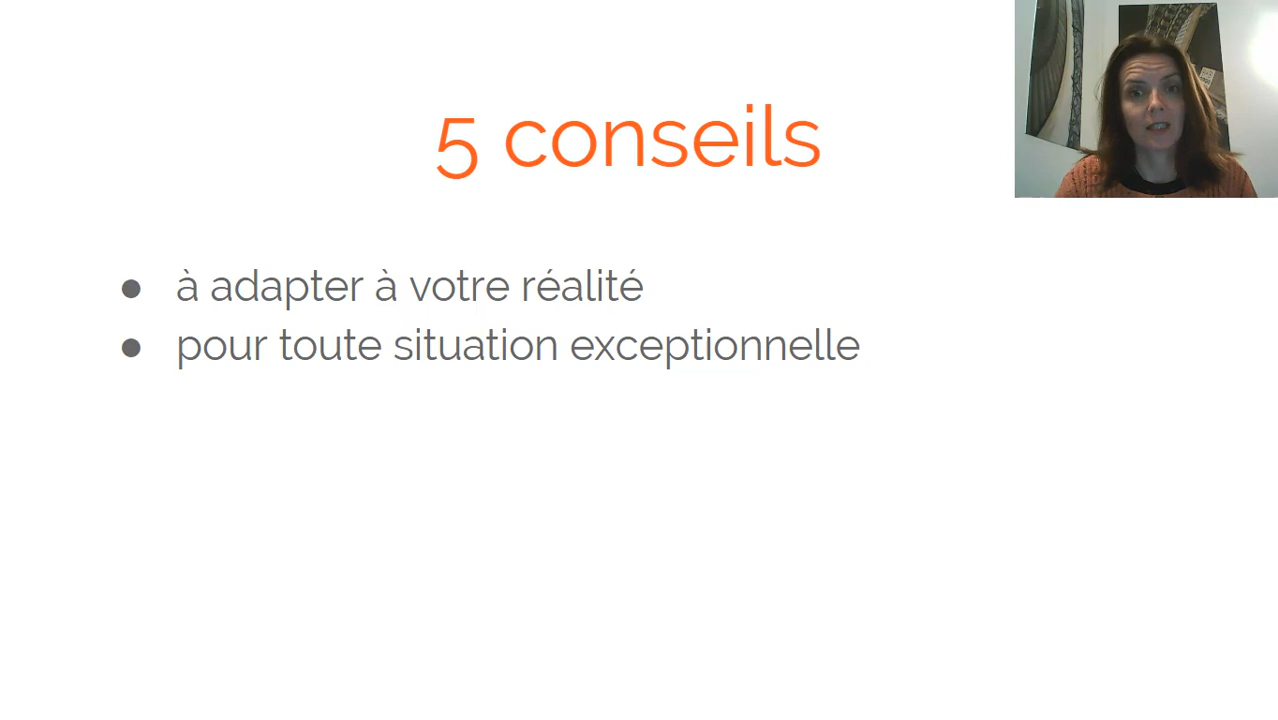 5 conseils
à adapter à votre réalité
pour toute situation exceptionnelle